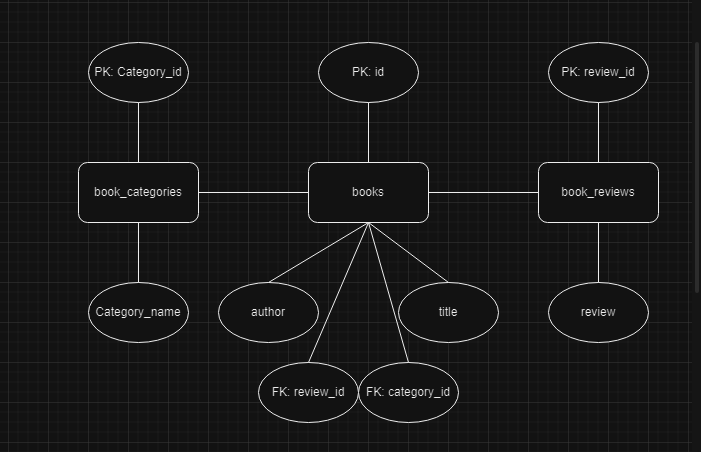 PK: Category_id
PK: id
PK: review_id
book_categories
books
book_reviews
Category_name
author
title
review
FK: review_id
FK: category_id